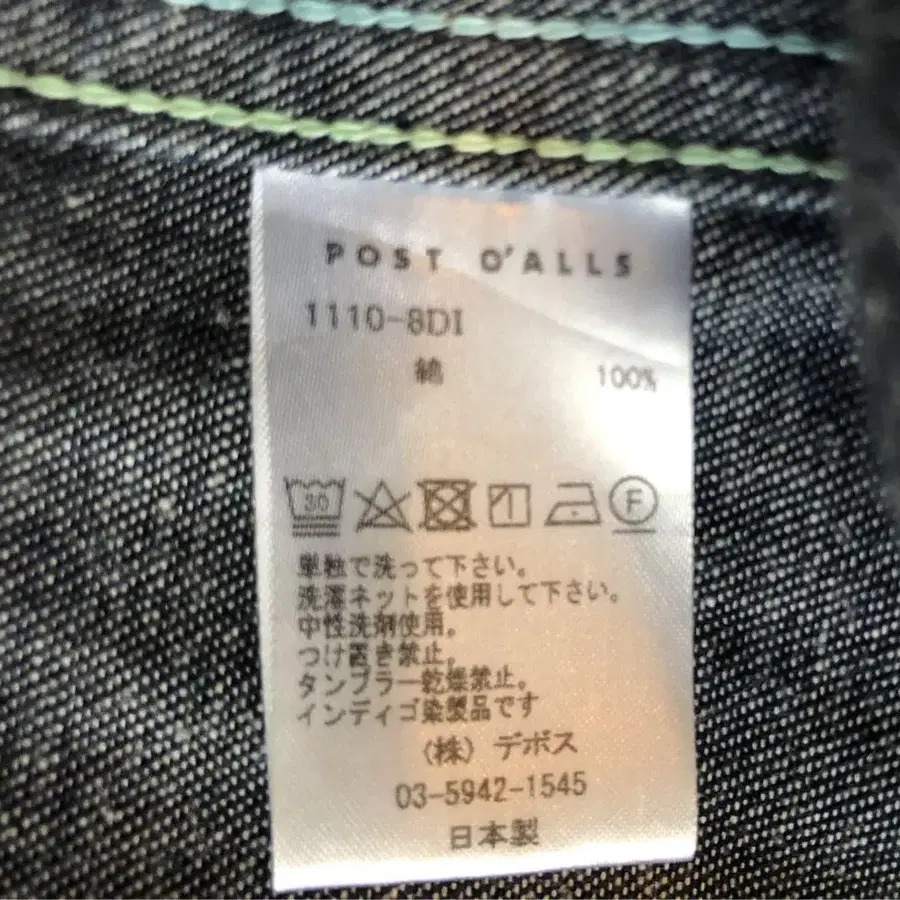 POST O'ALLS
1110-8DI
綿 100%
30
F
単独で洗って下さい。
洗濯ネットを使用して下さい。
中性洗剤使用。
つけ置き禁止。
タンブラー乾燥禁止。
インディゴ染製品です
(株) デポス
03-5942-1545
日本製